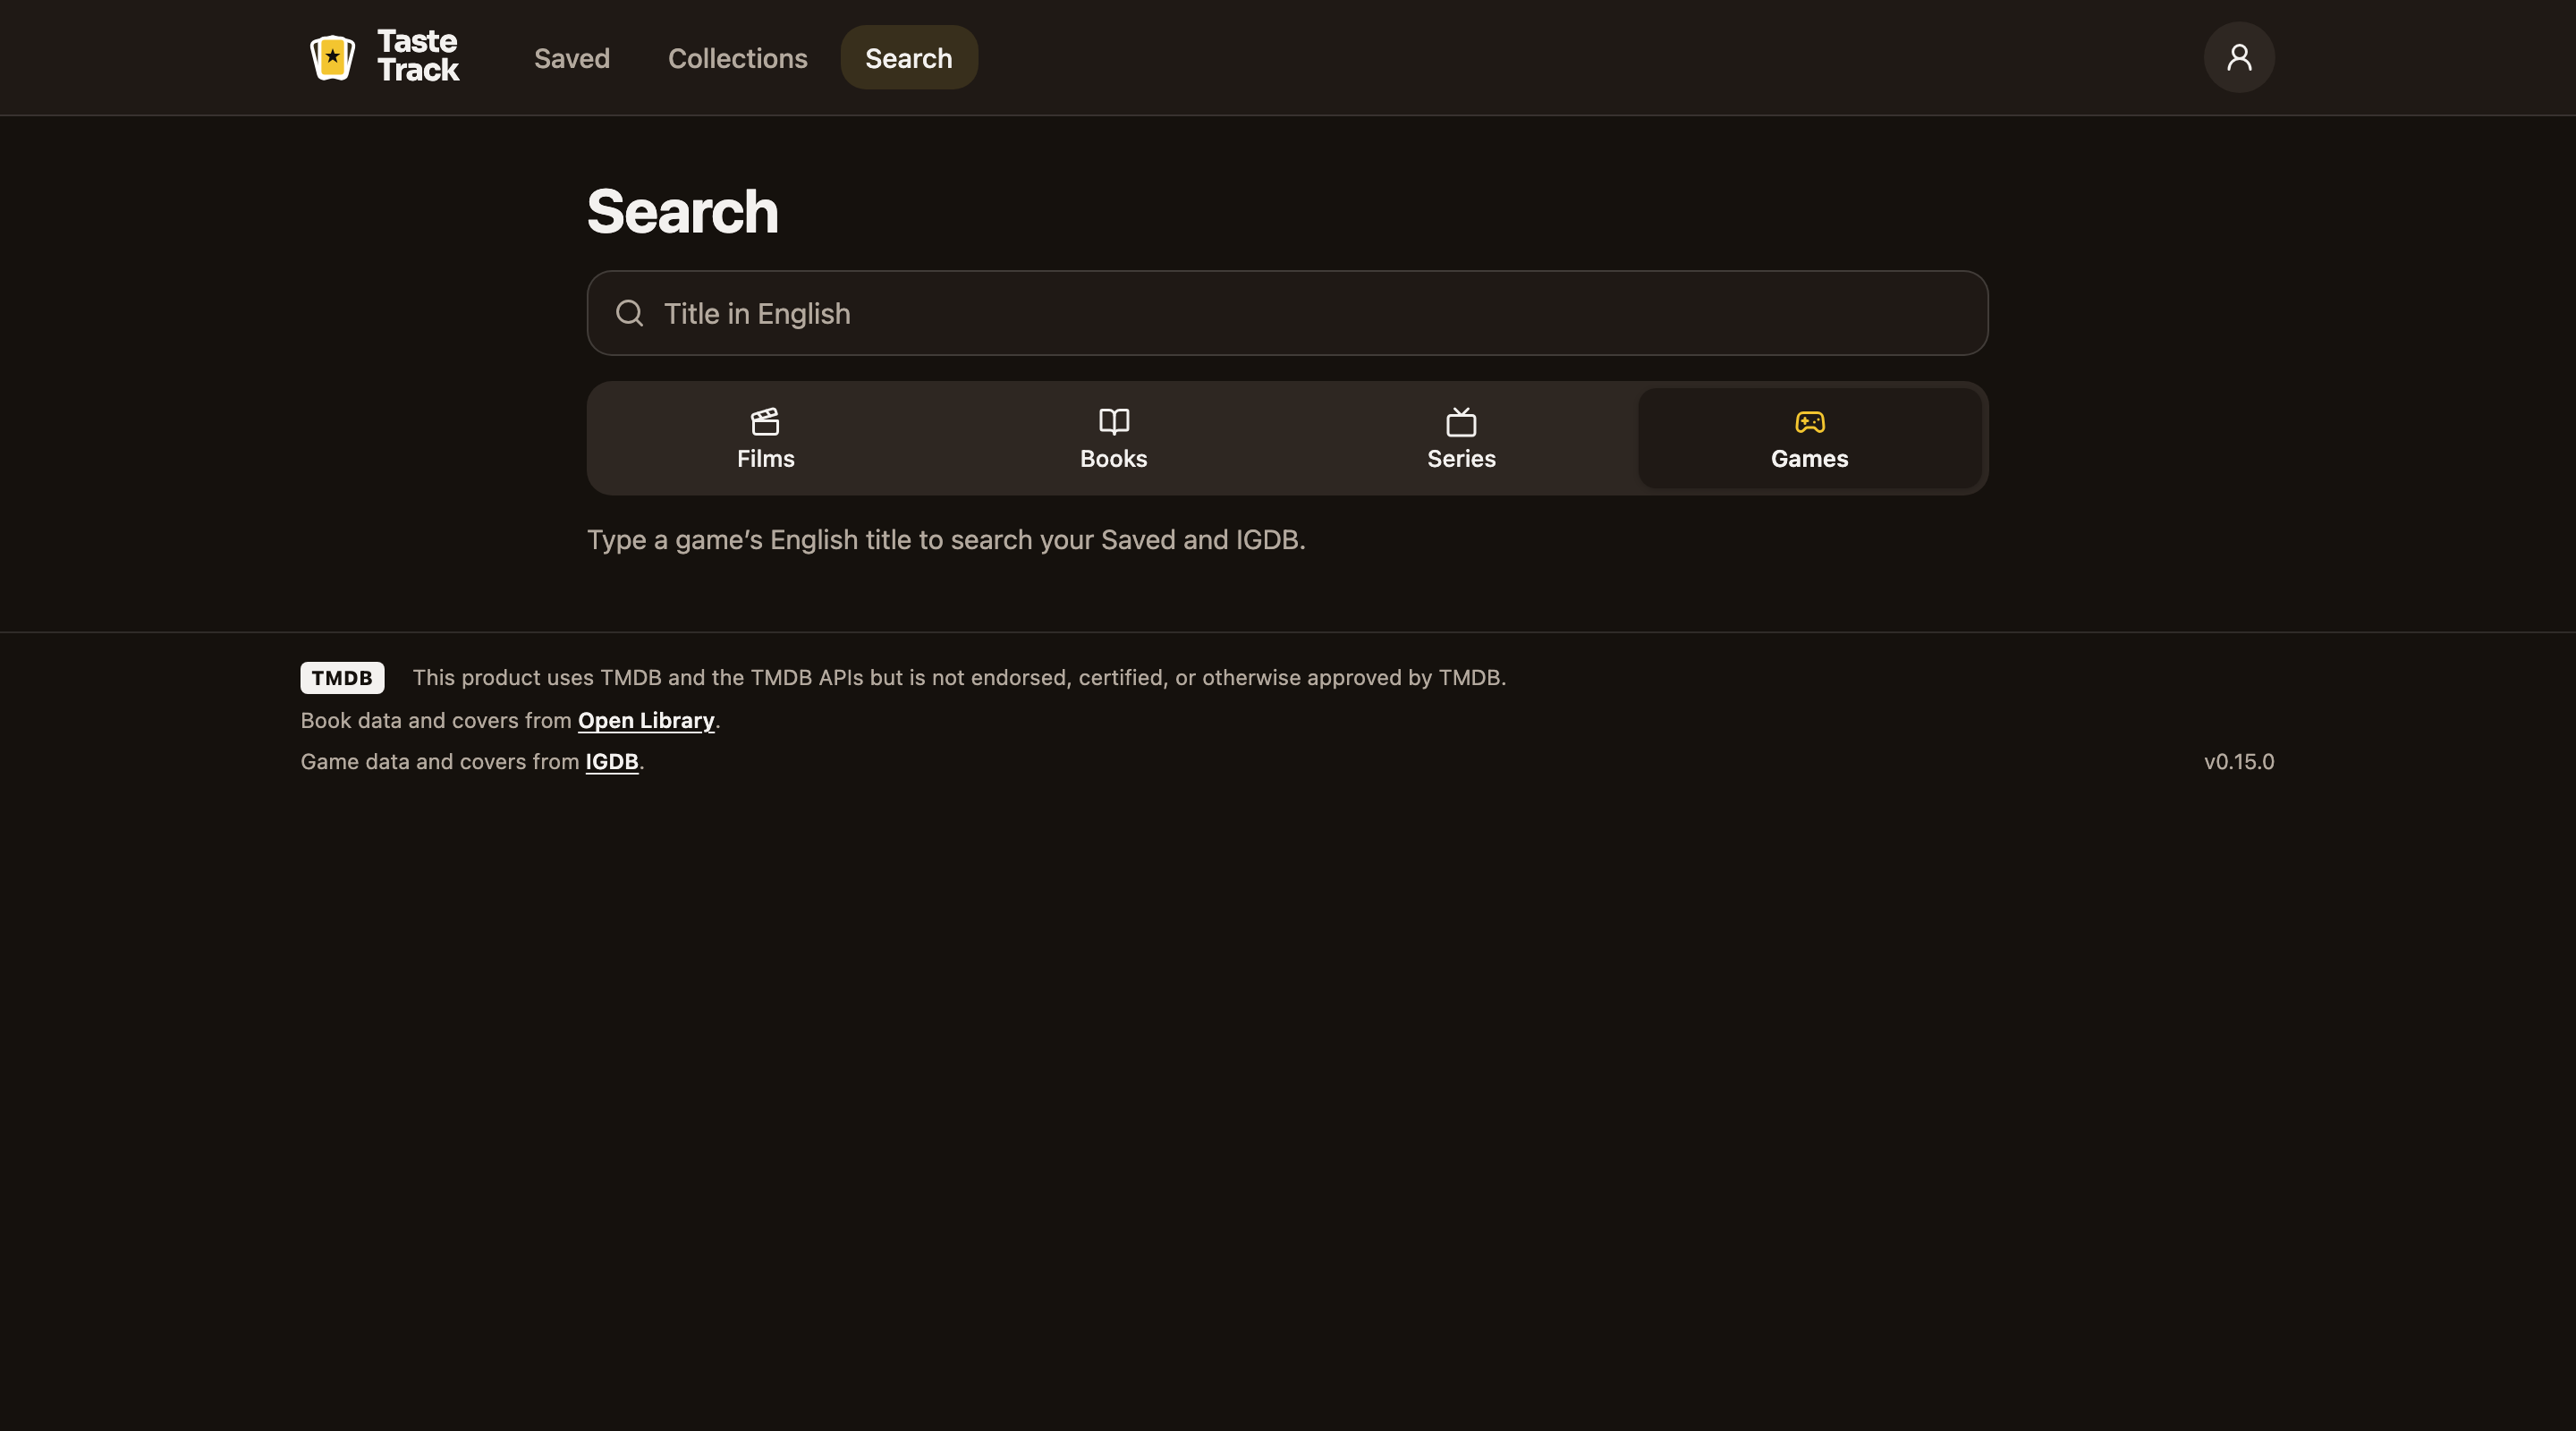 Taste
Track
Saved
Collections
Search
Search
Title in English
Films
Books
Series
Games
Type a game’s English title to search your Saved and IGDB.
TMDB
This product uses TMDB and the TMDB APIs but is not endorsed, certified, or otherwise approved by TMDB.
Book data and covers from Open Library.
Game data and covers from IGDB.
v0.15.0